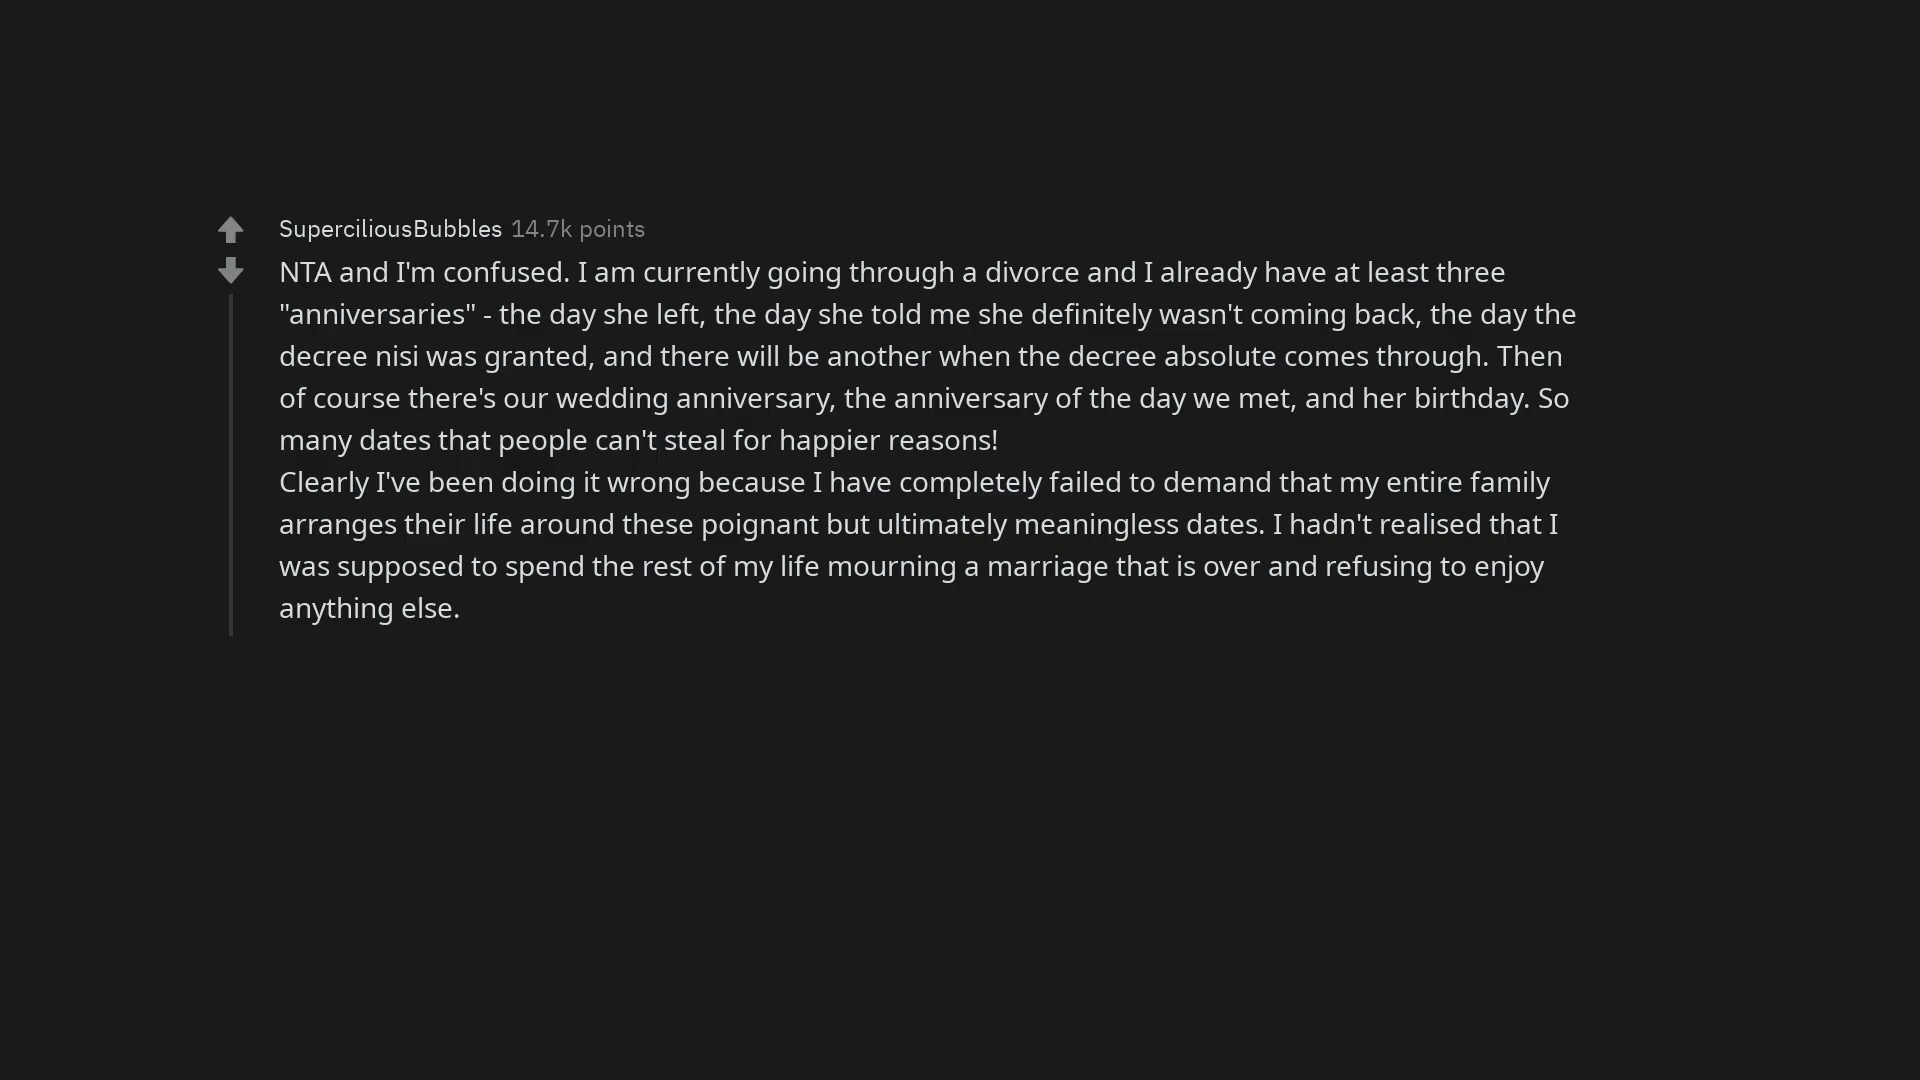 SuperciliousBubbles 14.7k points
NTA and I'm confused. I am currently going through a divorce and I already have at least three
"anniversaries" - the day she left, the day she told me she definitely wasn't coming back, the day the
decree nisi was granted, and there will be another when the decree absolute comes through. Then
of course there's our wedding anniversary, the anniversary of the day we met, and her birthday. So
many dates that people can't steal for happier reasons!
Clearly I've been doing it wrong because I have completely failed to demand that my entire family
arranges their life around these poignant but ultimately meaningless dates. I hadn't realised that I
was supposed to spend the rest of my life mourning a marriage that is over and refusing to enjoy
anything else.